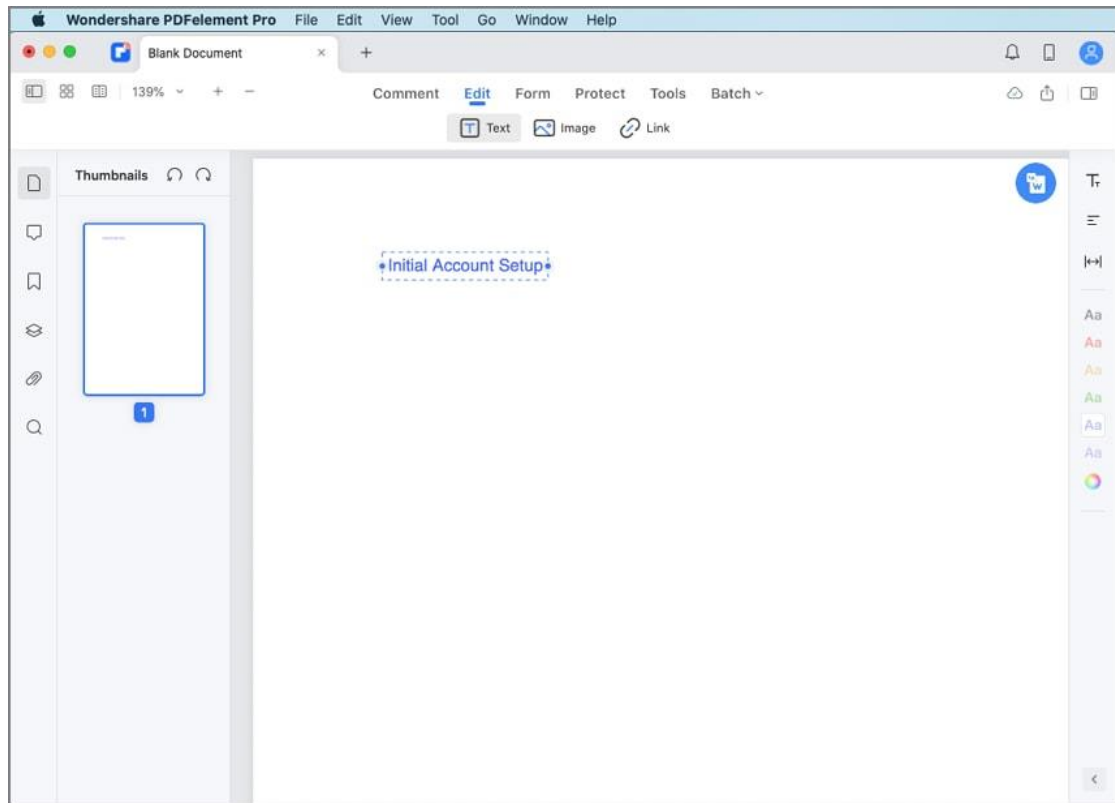 Wondershare PDFelement Pro File Edit View Tool Go Window Help
Blank Document × +
139% + −
Comment Edit Form Protect Tools Batch
Text Image Link
Thumbnails
Initial Account Setup
1
W
Aa
Aa
Aa
Aa
Aa
Aa